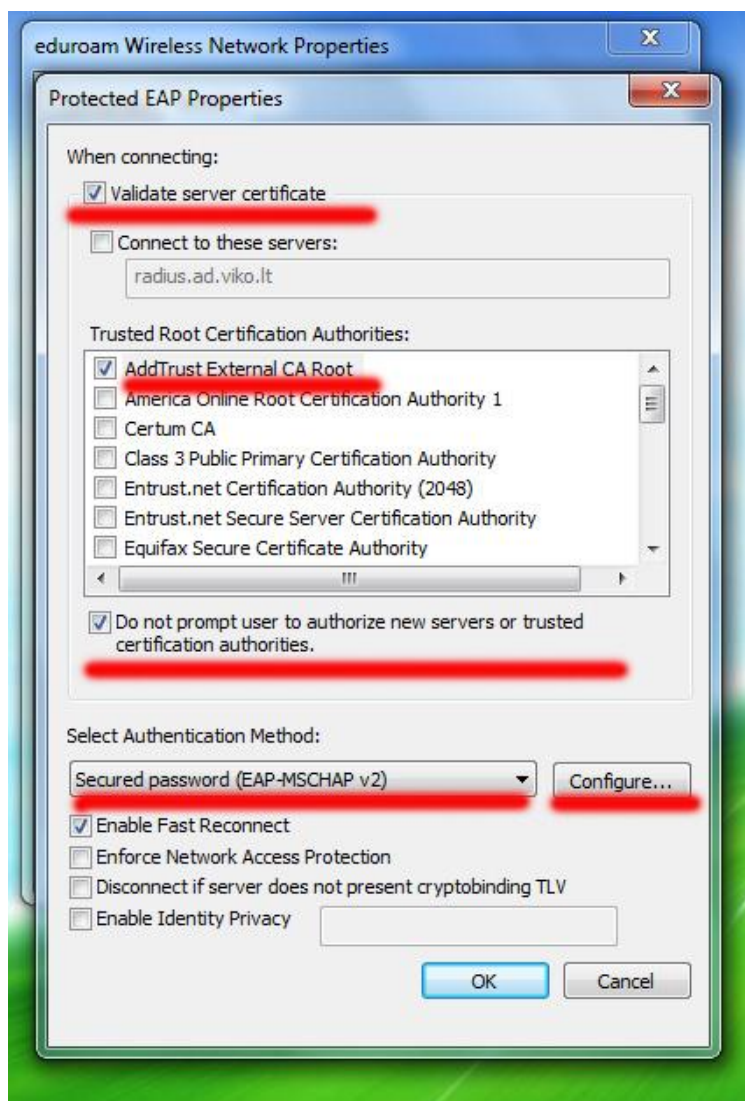 eduroam Wireless Network Properties
Protected EAP Properties
When connecting:
Validate server certificate
Connect to these servers:
radius.ad.viko.lt
Trusted Root Certification Authorities:
AddTrust External CA Root
America Online Root Certification Authority 1
Certum CA
Class 3 Public Primary Certification Authority
Entrust.net Certification Authority (2048)
Entrust.net Secure Server Certification Authority
Equifax Secure Certificate Authority
Do not prompt user to authorize new servers or trusted
certification authorities.
Select Authentication Method:
Secured password (EAP-MSCHAP v2) Configure...
Enable Fast Reconnect
Enforce Network Access Protection
Disconnect if server does not present cryptobinding TLV
Enable Identity Privacy
OK Cancel